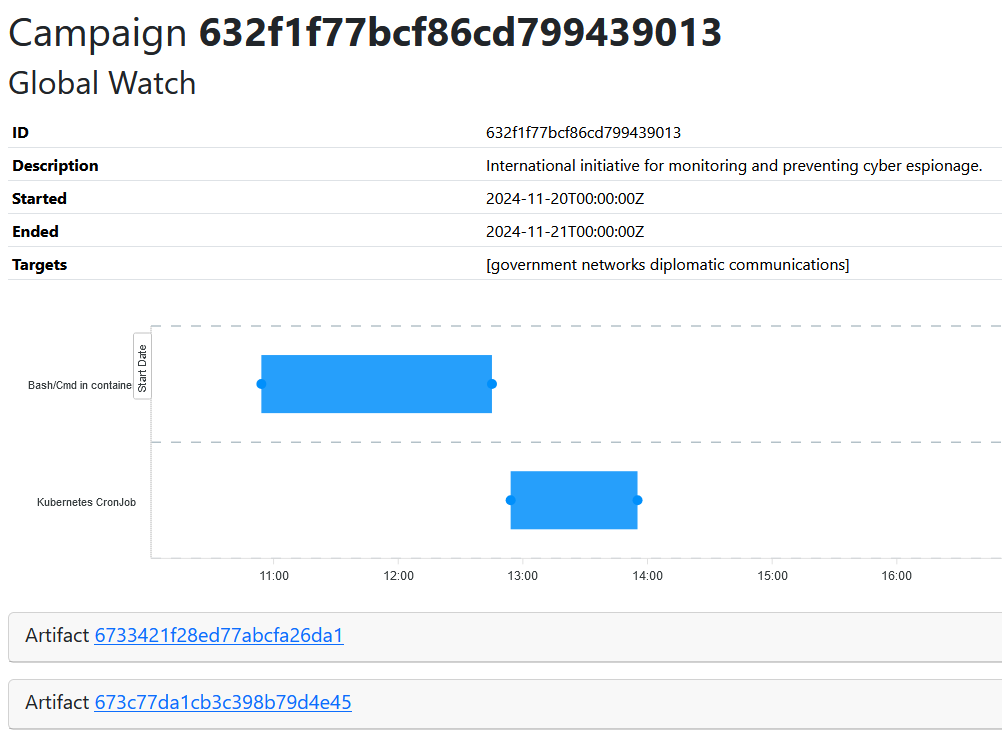 Campaign 632f1f77bcf86cd799439013
Global Watch
ID 632f1f77bcf86cd799439013
Description International initiative for monitoring and preventing cyber espionage.
Started 2024-11-20T00:00:00Z
Ended 2024-11-21T00:00:00Z
Targets [government networks diplomatic communications]
Start Date
Bash/Cmd in containe
Kubernetes CronJob
11:00 12:00 13:00 14:00 15:00 16:00
Artifact 6733421f28ed77abcfa26da1
Artifact 673c77da1cb3c398b79d4e45